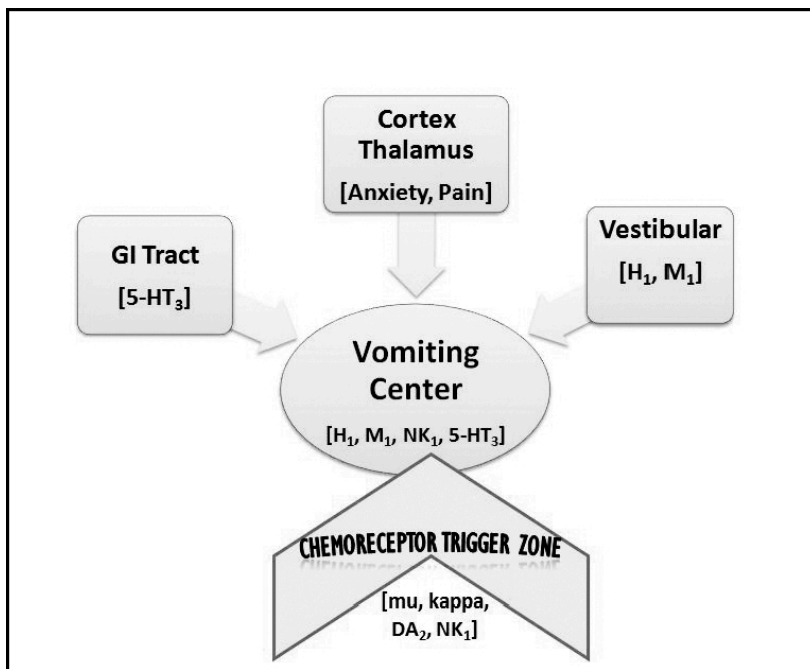 Cortex
Thalamus
[Anxiety, Pain]
GI Tract
[5-HT₃]
Vestibular
[H₁, M₁]
Vomiting
Center
[H₁, M₁, NK₁, 5-HT₃]
CHEMORECEPTOR TRIGGER ZONE
[mu, kappa,
DA₂, NK₁]